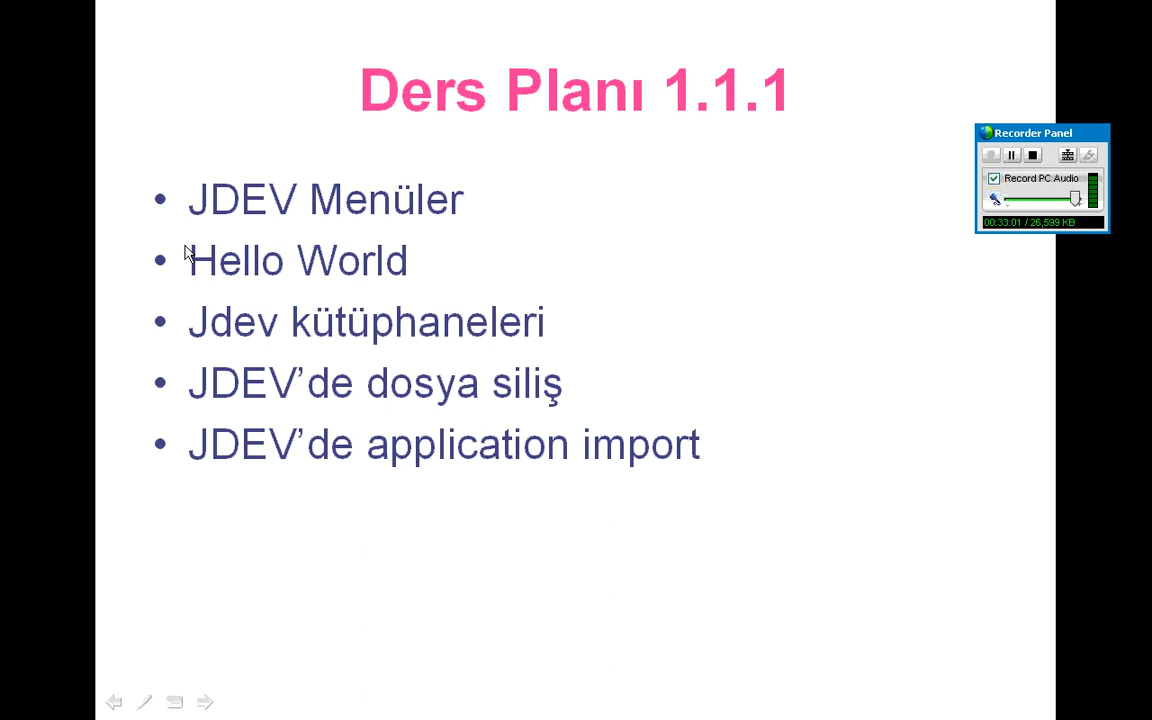 Ders Planı 1.1.1
Recorder Panel
Record PC Audio
00:33:01 / 26,599 KB
• JDEV Menüler
• Hello World
• Jdev kütüphaneleri
• JDEV’de dosya siliş
• JDEV’de application import